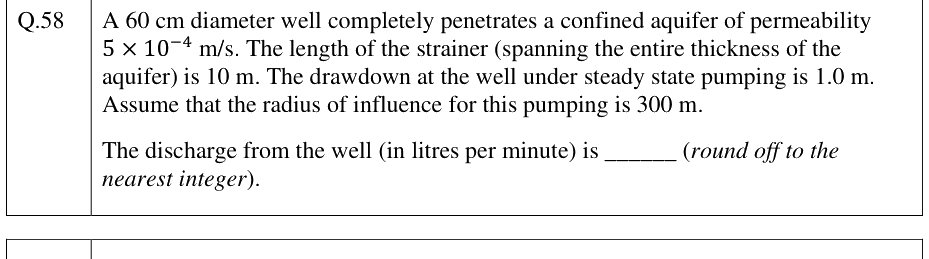 Q.58
A 60 cm diameter well completely penetrates a confined aquifer of permeability
5 × 10⁻⁴ m/s. The length of the strainer (spanning the entire thickness of the
aquifer) is 10 m. The drawdown at the well under steady state pumping is 1.0 m.
Assume that the radius of influence for this pumping is 300 m.
The discharge from the well (in litres per minute) is ______ (round off to the
nearest integer).